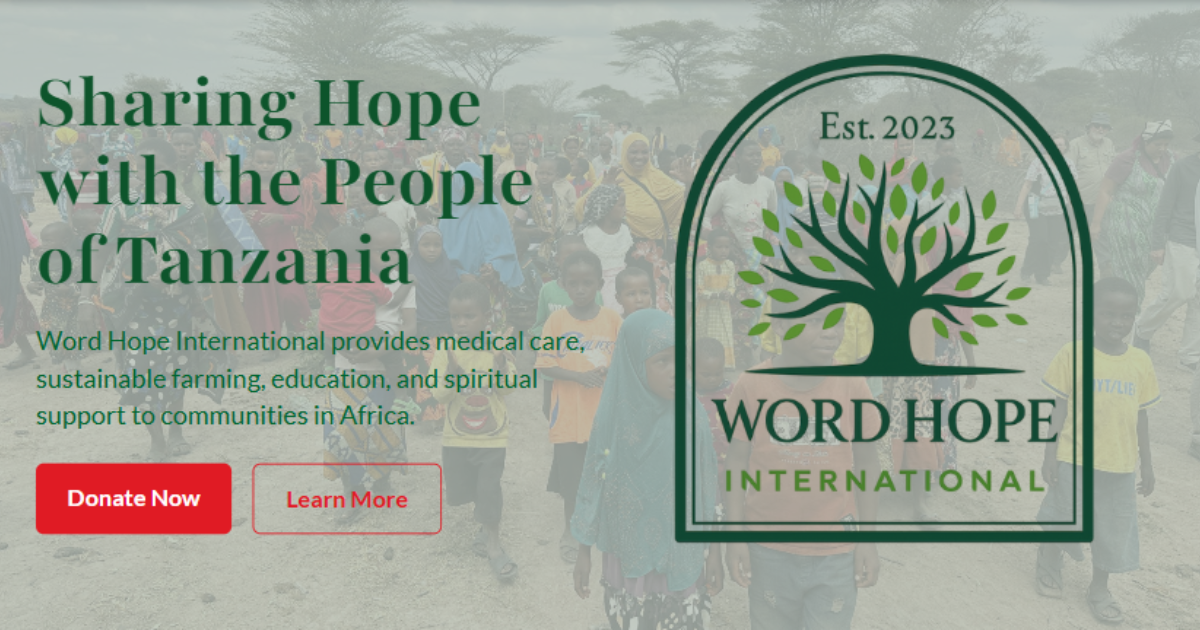 Sharing Hope
with the People
of Tanzania
Word Hope International provides medical care,
sustainable farming, education, and spiritual
support to communities in Africa.
Donate Now
Learn More
Est. 2023
WORD HOPE
INTERNATIONAL